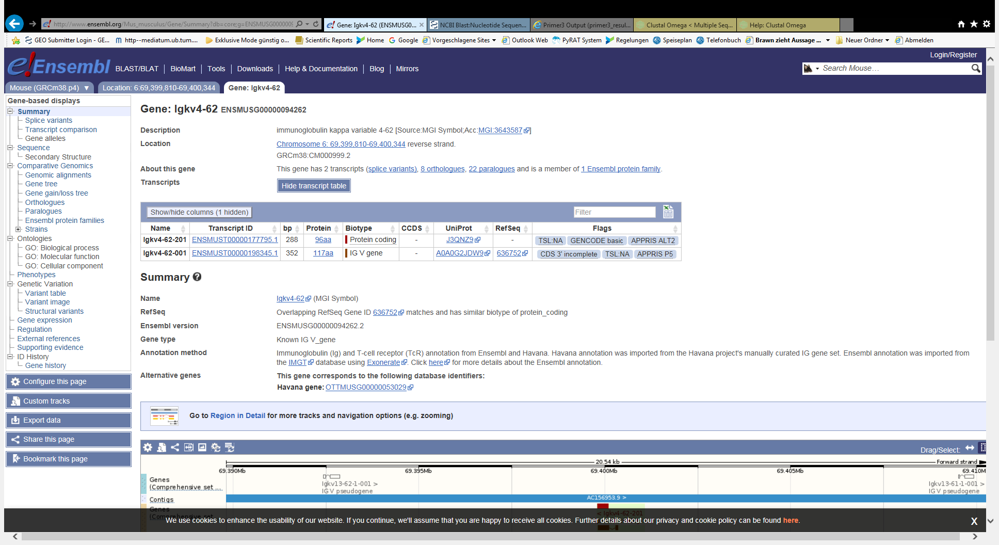 http://www.ensembl.org/Mus_musculus/Gene/Summary?db=core;g=ENSMUSG000000
Gene: Igkv4-62 (ENSMUSG0...
NCBI Blast:Nucleotide Sequen...
Primer3 Output (primer3_resul...
Clustal Omega < Multiple Seq...
Help: Clustal Omega
GEO Submitter Login - GE...
http--mediatum.ub.tum....
Exklusive Mode günstig o...
Scientific Reports
Home
Google
Vorgeschlagene Sites
Outlook Web
PyRAT System
Regelungen
Speiseplan
Telefonbuch
Brawn zieht Aussage ...
Neuer Ordner
Abmelden
Login/Register
e!Ensembl
BLAST/BLAT | BioMart | Tools | Downloads | Help & Documentation | Blog | Mirrors
Search Mouse…
Mouse (GRCm38.p4) ▼
Location: 6:69,399,810-69,400,344
Gene: Igkv4-62
Gene-based displays
Summary
Splice variants
Transcript comparison
Gene alleles
Sequence
Secondary Structure
Comparative Genomics
Genomic alignments
Gene tree
Gene gain/loss tree
Orthologues
Paralogues
Ensembl protein families
Strains
Ontologies
GO: Biological process
GO: Molecular function
GO: Cellular component
Phenotypes
Genetic Variation
Variant table
Variant image
Structural variants
Gene expression
Regulation
External references
Supporting evidence
ID History
Gene history
Configure this page
Custom tracks
Export data
Share this page
Bookmark this page
Gene: Igkv4-62 ENSMUSG00000094262
Description
immunoglobulin kappa variable 4-62 [Source:MGI Symbol;Acc:MGI:3643587]
Location
Chromosome 6: 69,399,810-69,400,344 reverse strand.
GRCm38:CM000999.2
About this gene
This gene has 2 transcripts (splice variants), 8 orthologues, 22 paralogues and is a member of 1 Ensembl protein family.
Transcripts
Hide transcript table
Show/hide columns (1 hidden)
Filter
Name Transcript ID bp Protein Biotype CCDS UniProt RefSeq Flags
Igkv4-62-201 ENSMUST00000177795.1 288 96aa Protein coding - J3QNZ9 - TSL:NA GENCODE basic APPRIS ALT2
Igkv4-62-001 ENSMUST00000198345.1 352 117aa IG V gene - A0A0G2JDW9 636752 CDS 3' incomplete TSL:NA APPRIS P5
Summary
Name
Igkv4-62 (MGI Symbol)
RefSeq
Overlapping RefSeq Gene ID 636752 matches and has similar biotype of protein_coding
Ensembl version
ENSMUSG00000094262.2
Gene type
Known IG V_gene
Annotation method
Immunoglobulin (Ig) and T-cell receptor (TcR) annotation from Ensembl and Havana. Havana annotation was imported from the Havana project's manually curated IG gene set. Ensembl annotation was imported from
the IMGT database using Exonerate. Click here for more details about the Ensembl annotation.
Alternative genes
This gene corresponds to the following database identifiers:
Havana gene: OTTMUSG00000053029
Go to Region in Detail for more tracks and navigation options (e.g. zooming)
Drag/Select:
20.54 kb
Forward strand
69.390Mb 69.395Mb 69.400Mb 69.405Mb 69.410M
Genes
(Comprehensive set ...
Igkv13-62-1-001 >
IG V pseudogene
Igkv13-61-1-001 >
IG V pseudogene
Contigs
AC156953.9 >
Genes
(Comprehensive set
< Igkv4-62-201
We use cookies to enhance the usability of our website. If you continue, we'll assume that you are happy to receive all cookies. Further details about our privacy and cookie policy can be found here.
X